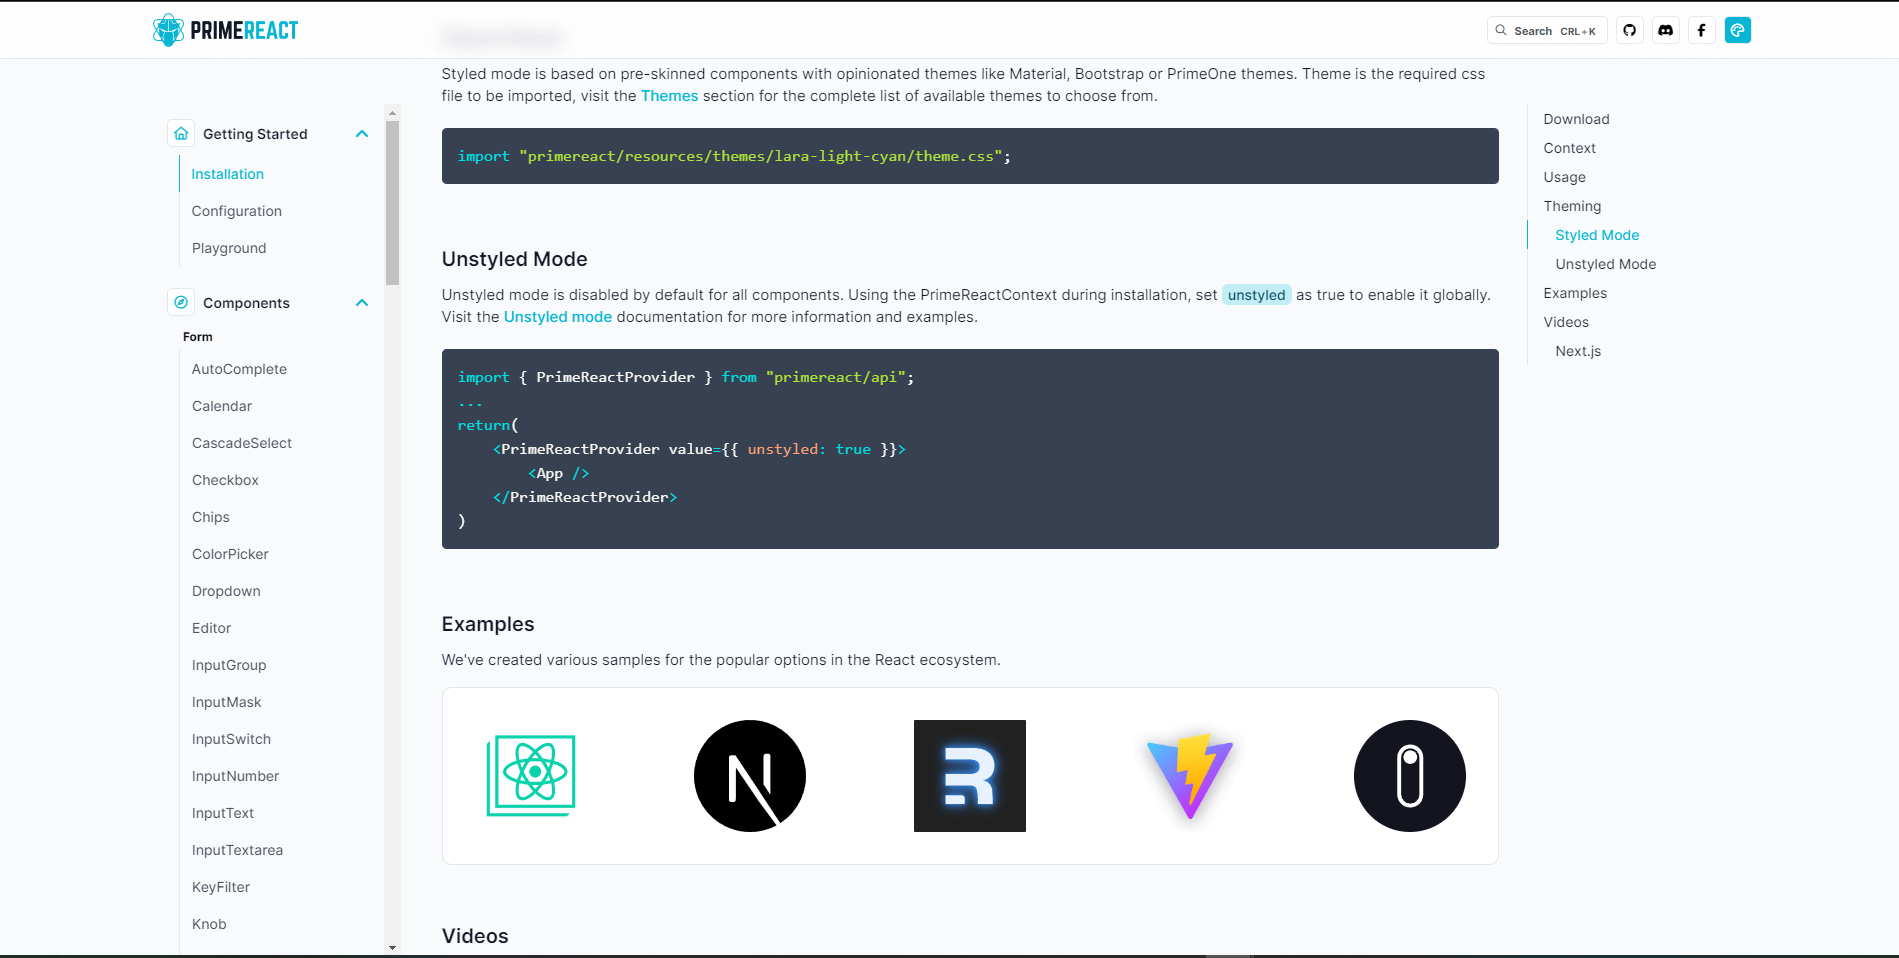 PRIMEREACT
Search CRL+K
Getting Started
Installation
Configuration
Playground
Components
Form
AutoComplete
Calendar
CascadeSelect
Checkbox
Chips
ColorPicker
Dropdown
Editor
InputGroup
InputMask
InputSwitch
InputNumber
InputText
InputTextarea
KeyFilter
Knob
Styled mode is based on pre-skinned components with opinionated themes like Material, Bootstrap or PrimeOne themes. Theme is the required css
file to be imported, visit the Themes section for the complete list of available themes to choose from.
import "primereact/resources/themes/lara-light-cyan/theme.css";
Unstyled Mode
Unstyled mode is disabled by default for all components. Using the PrimeReactContext during installation, set unstyled as true to enable it globally.
Visit the Unstyled mode documentation for more information and examples.
import { PrimeReactProvider } from "primereact/api";
...
return(
    <PrimeReactProvider value={{ unstyled: true }}>
        <App />
    </PrimeReactProvider>
)
Examples
We've created various samples for the popular options in the React ecosystem.
Videos
Download
Context
Usage
Theming
Styled Mode
Unstyled Mode
Examples
Videos
Next.js